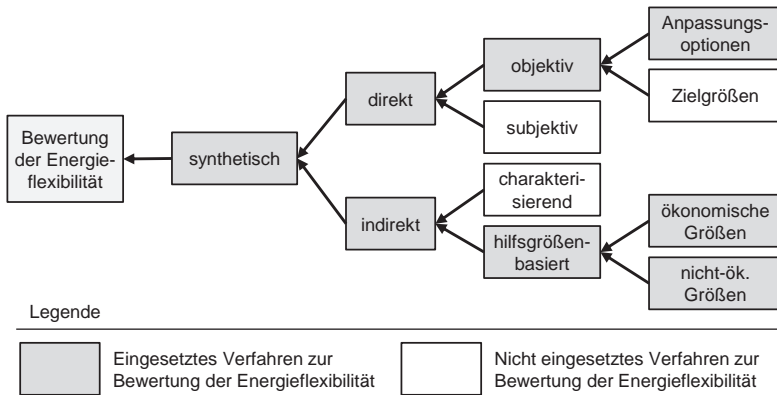 Bewertung
der Energie-
flexibilität
synthetisch
direkt
indirekt
objektiv
subjektiv
charakteri-
sierend
hilfsgrößen-
basiert
Anpassungs-
optionen
Zielgrößen
ökonomische
Größen
nicht-ök.
Größen
Legende
Eingesetztes Verfahren zur
Bewertung der Energieflexibilität
Nicht eingesetztes Verfahren zur
Bewertung der Energieflexibilität